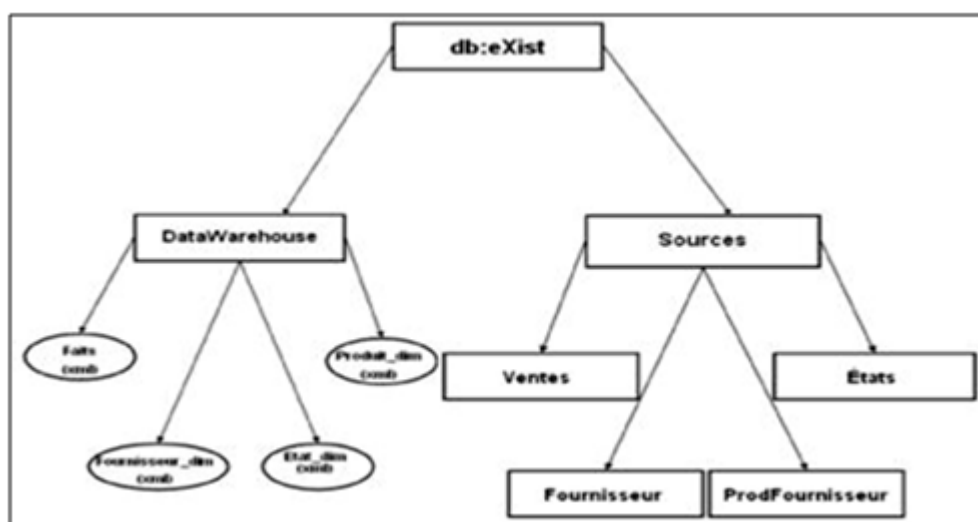 db:eXist
DataWarehouse
Sources
Faits
(xml)
Produit_dim
(xml)
Ventes
États
Fournisseur_dim
(xml)
Etat_dim
(xml)
Fournisseur
ProdFournisseur